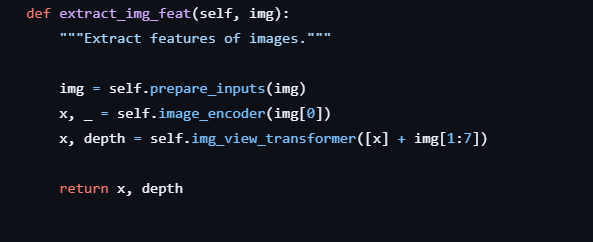 def extract_img_feat(self, img):
    """Extract features of images."""
    img = self.prepare_inputs(img)
    x, _ = self.image_encoder(img[0])
    x, depth = self.img_view_transformer([x] + img[1:7])
    return x, depth